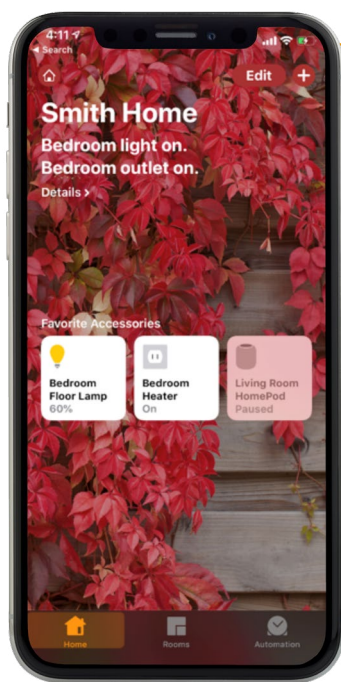 4:11
Search
Edit
Smith Home
Bedroom light on.
Bedroom outlet on.
Details >
Favorite Accessories
Bedroom
Floor Lamp
60%
Bedroom
Heater
On
Living Room
HomePod
Paused
Home
Rooms
Automation